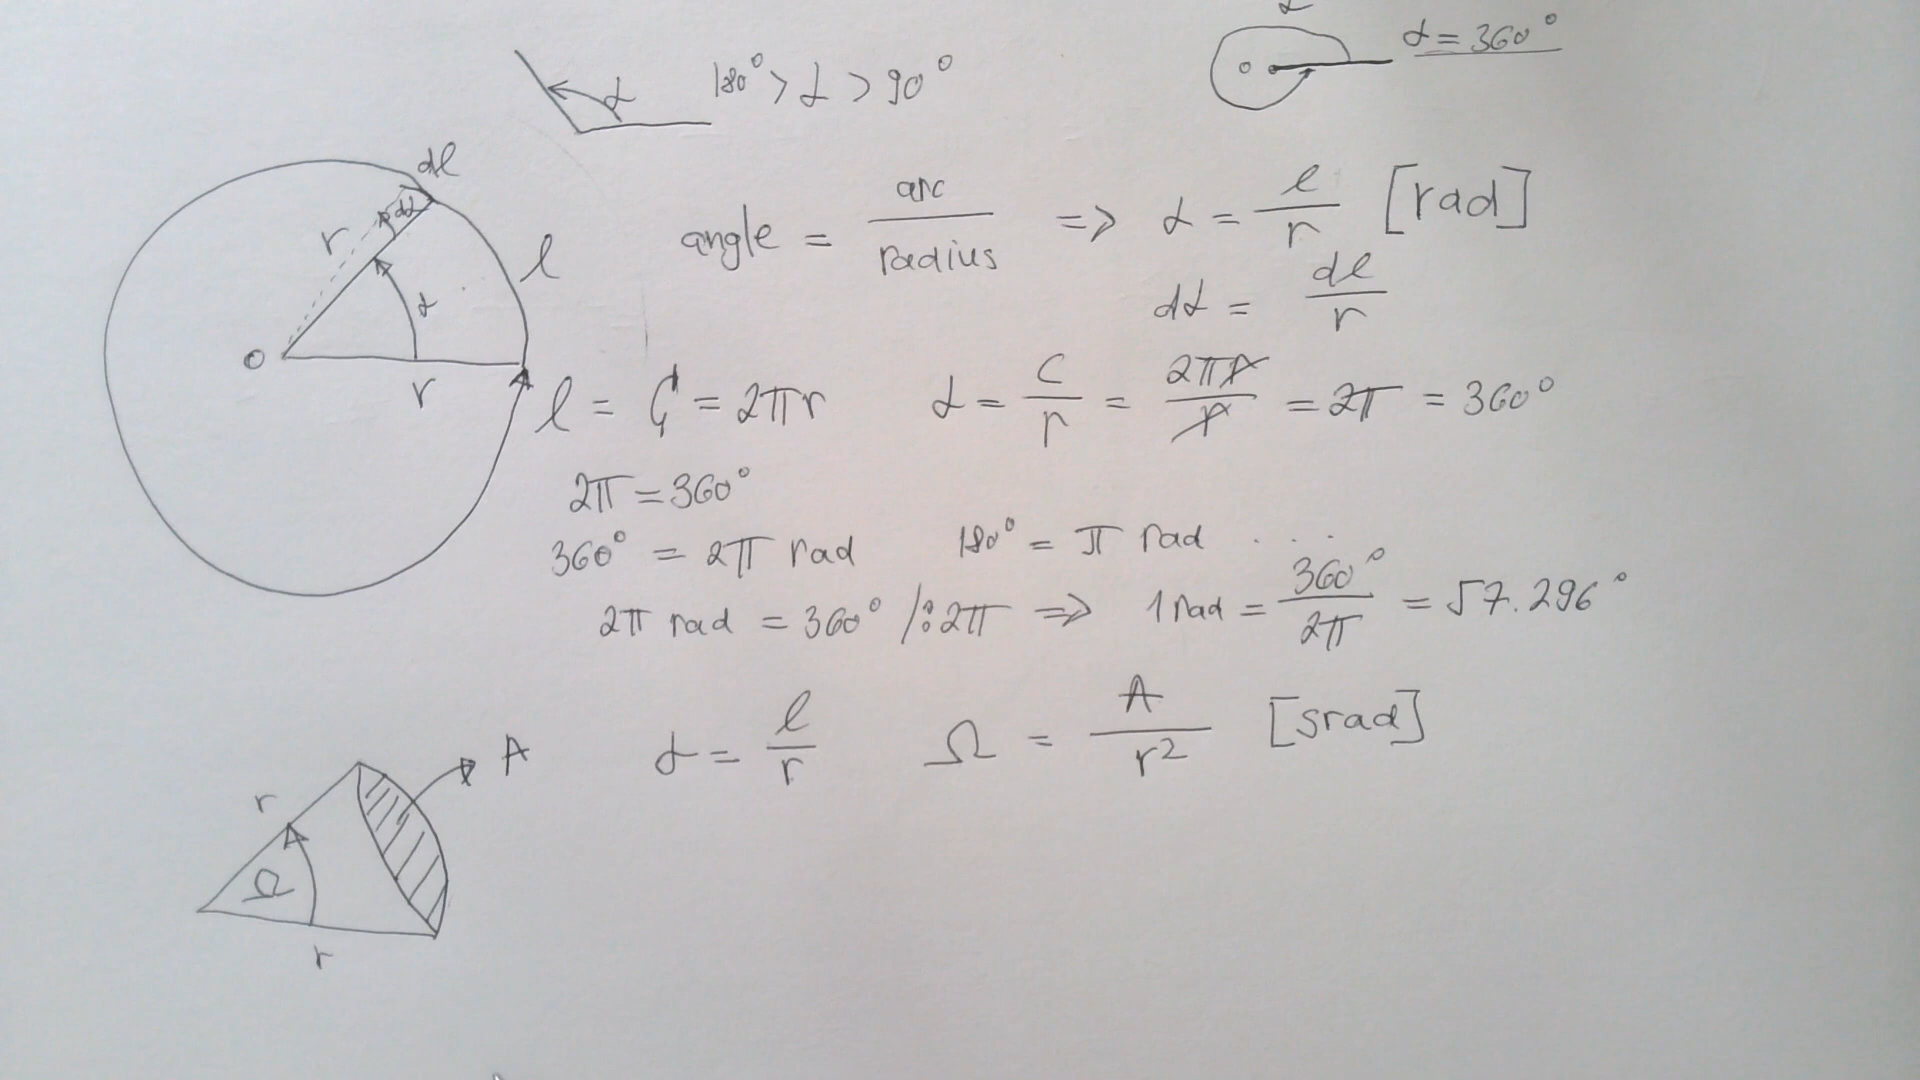 α
α = 360°
α 180° > α > 90°
O
dl
angle = arc / radius => α = l / r [rad]
r dα l
dα = dl / r
α
O r
l = C = 2πr α = C / r = 2πr / r = 2π = 360°
2π = 360°
360° = 2π rad 180° = π rad . . .
2π rad = 360° /: 2π => 1 rad = 360° / 2π = 57.296°
A α = l / r Ω = A / r² [srad]
r
Ω
r